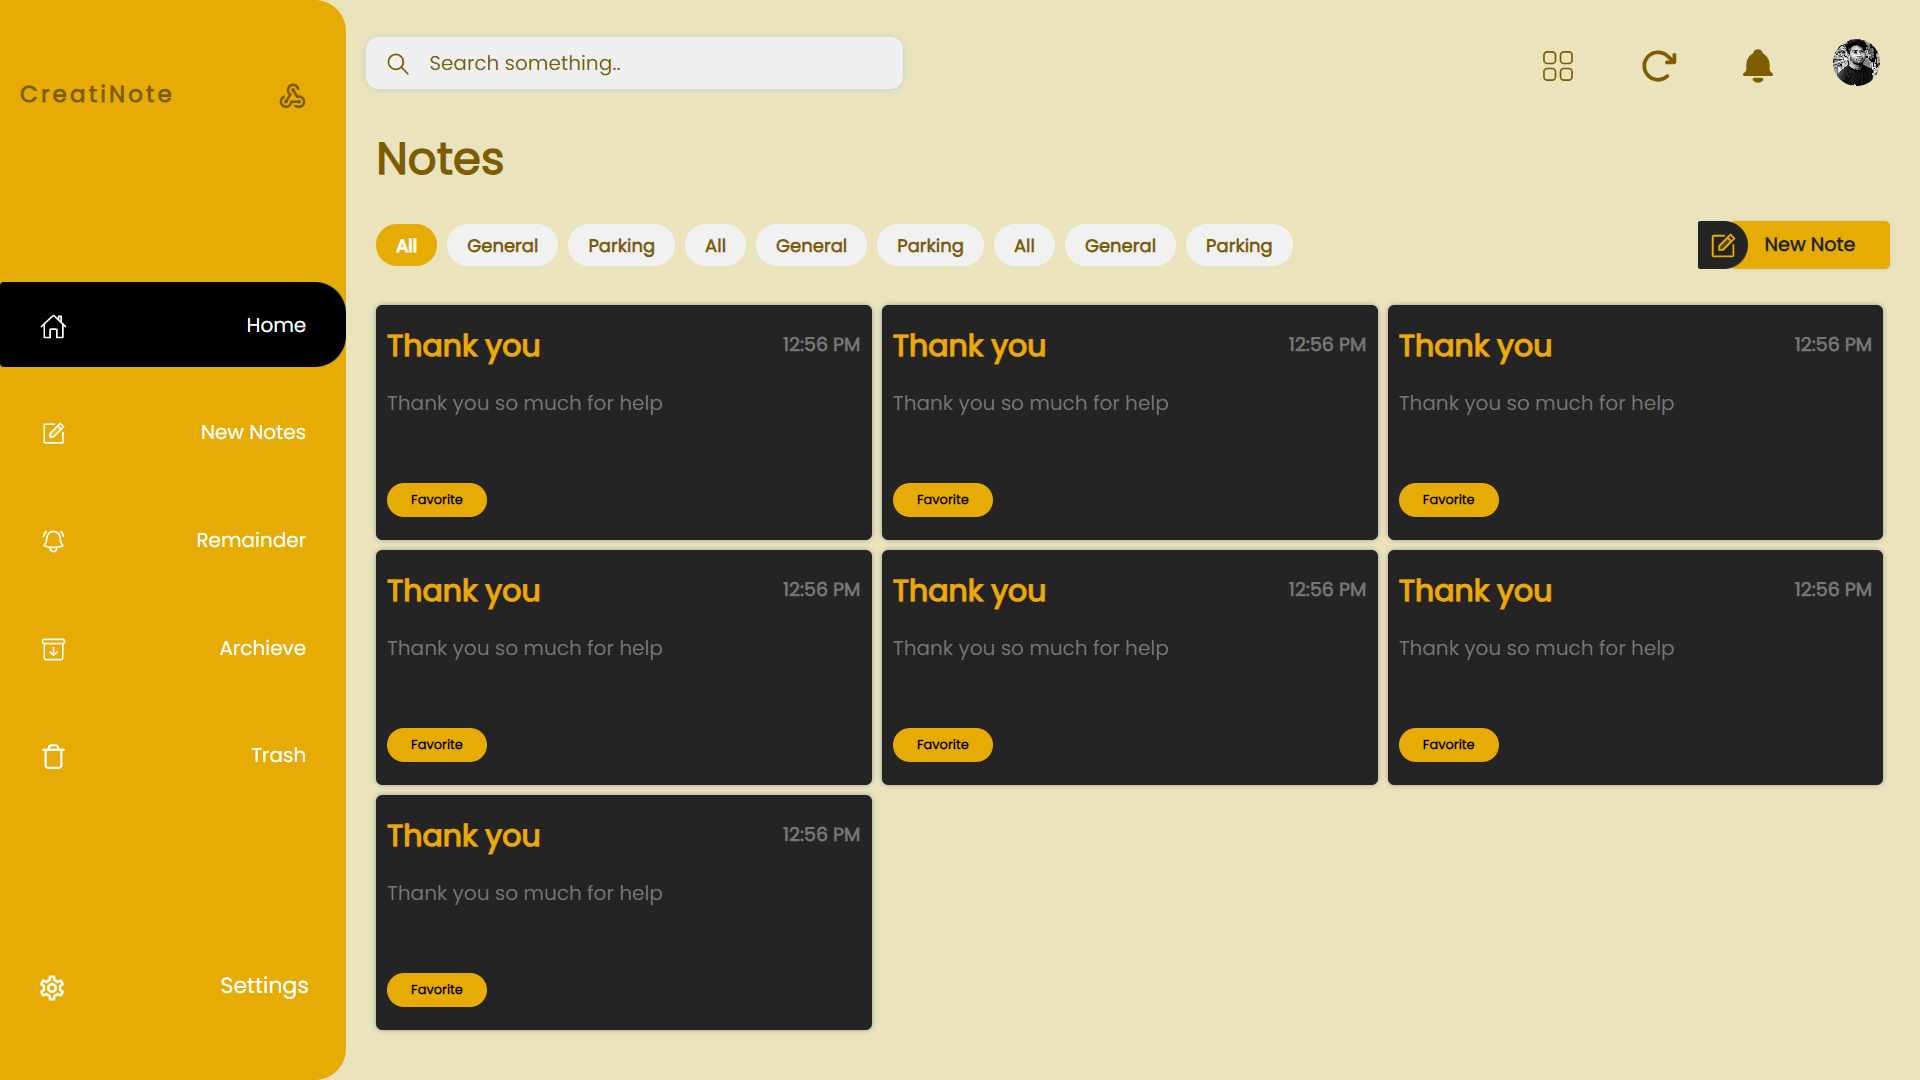 CreatiNote
Home
New Notes
Remainder
Archieve
Trash
Settings
Search something..
Notes
All General Parking All General Parking All General Parking
New Note
Thank you 12:56 PM
Thank you so much for help
Favorite
Thank you 12:56 PM
Thank you so much for help
Favorite
Thank you 12:56 PM
Thank you so much for help
Favorite
Thank you 12:56 PM
Thank you so much for help
Favorite
Thank you 12:56 PM
Thank you so much for help
Favorite
Thank you 12:56 PM
Thank you so much for help
Favorite
Thank you 12:56 PM
Thank you so much for help
Favorite